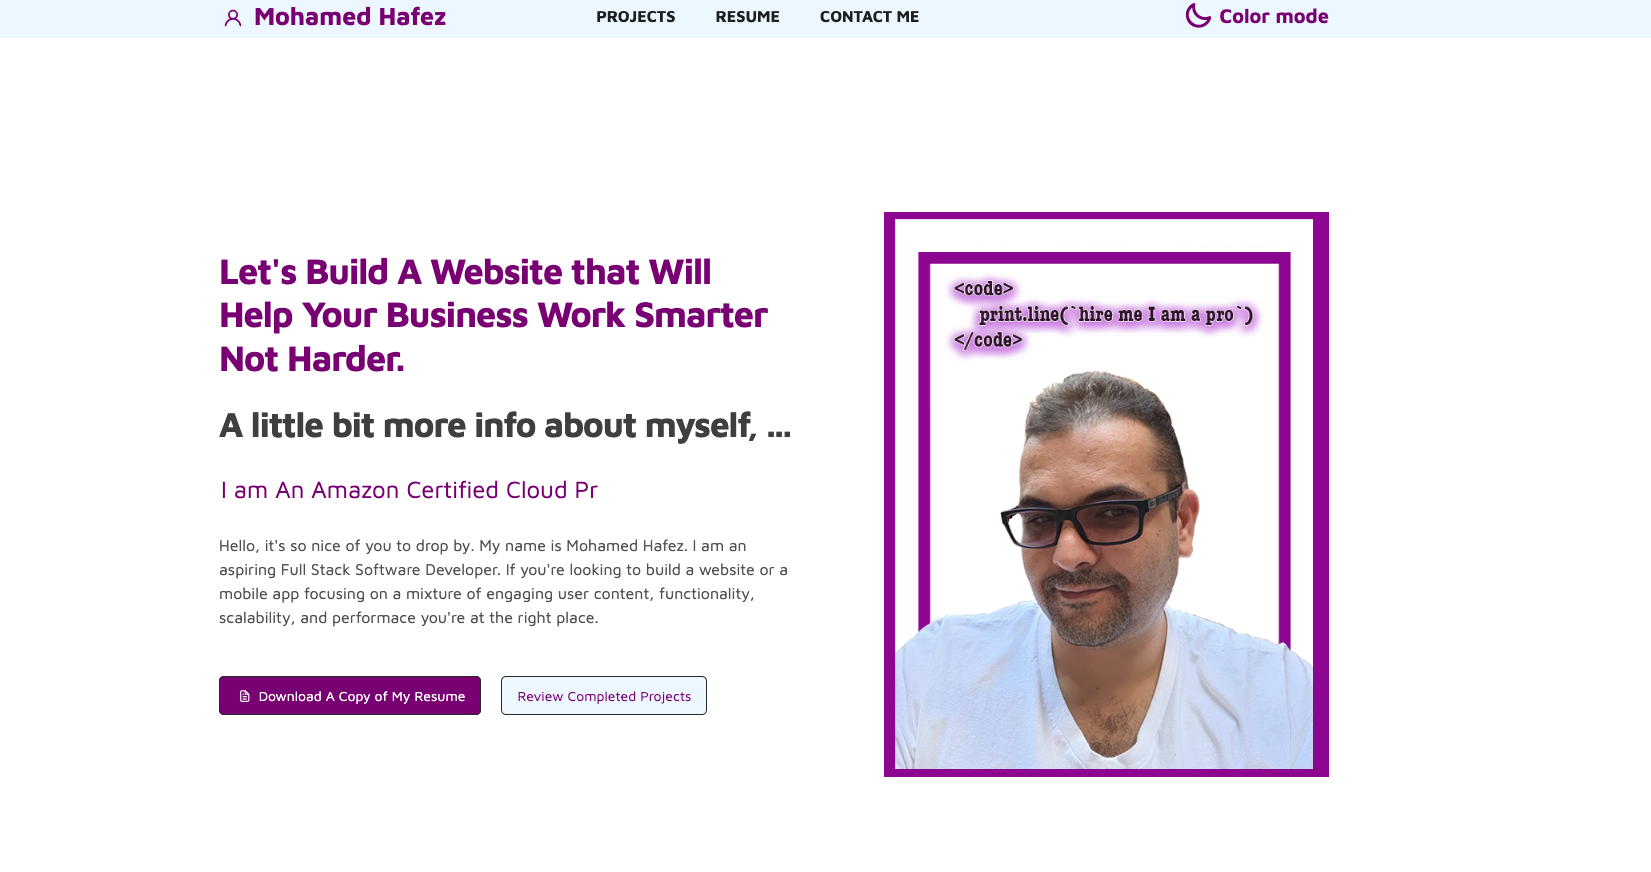 Mohamed Hafez
PROJECTS
RESUME
CONTACT ME
Color mode
Let's Build A Website that Will
Help Your Business Work Smarter
Not Harder.
A little bit more info about myself, ...
I am An Amazon Certified Cloud Pr
Hello, it's so nice of you to drop by. My name is Mohamed Hafez. I am an
aspiring Full Stack Software Developer. If you're looking to build a website or a
mobile app focusing on a mixture of engaging user content, functionality,
scalability, and performace you're at the right place.
Download A Copy of My Resume
Review Completed Projects
<code>
print.line(`hire me I am a pro`)
</code>